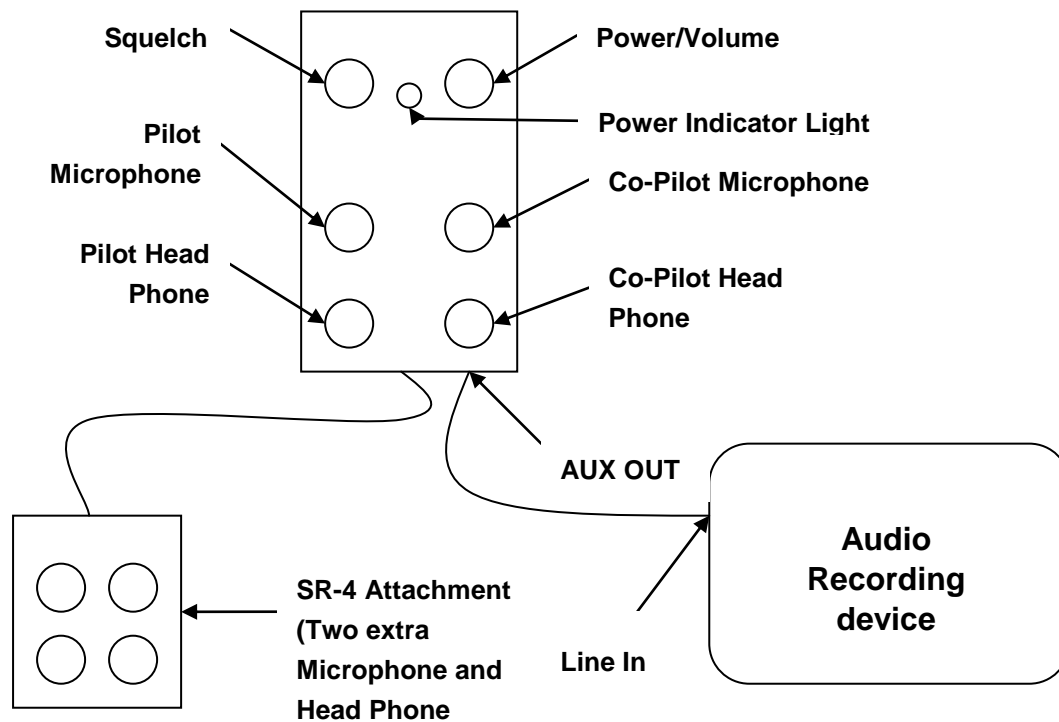 Squelch
Power/Volume
Power Indicator Light
Pilot
Microphone
Co-Pilot Microphone
Pilot Head
Phone
Co-Pilot Head
Phone
AUX OUT
Audio
Recording
device
SR-4 Attachment
(Two extra
Microphone and
Head Phone
Line In